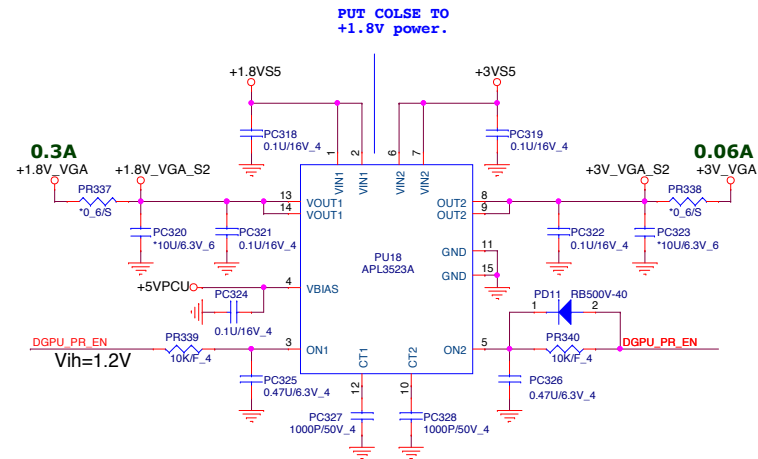 PUT COLSE TO
+1.8V power.
+1.8VS5
+3VS5
PC318
0.1U/16V_4
PC319
0.1U/16V_4
1
2
6
7
VIN1
VIN1
VIN2
VIN2
0.3A
+1.8V_VGA
+1.8V_VGA_S2
PR337
*0_6/S
PC320
*10U/6.3V_6
PC321
0.1U/16V_4
13
14
VOUT1
VOUT1
OUT2
OUT2
8
9
0.06A
+3V_VGA_S2
+3V_VGA
PR338
*0_6/S
PC322
0.1U/16V_4
PC323
*10U/6.3V_6
PU18
APL3523A
GND
11
GND
15
+5VPCU
4
VBIAS
PC324
0.1U/16V_4
PD11
RB500V-40
1
2
DGPU_PR_EN
Vih=1.2V
PR339
10K/F_4
3
ON1
ON2
5
PR340
10K/F_4
DGPU_PR_EN
CT1
CT2
12
10
PC325
0.47U/6.3V_4
PC326
0.47U/6.3V_4
PC327
1000P/50V_4
PC328
1000P/50V_4